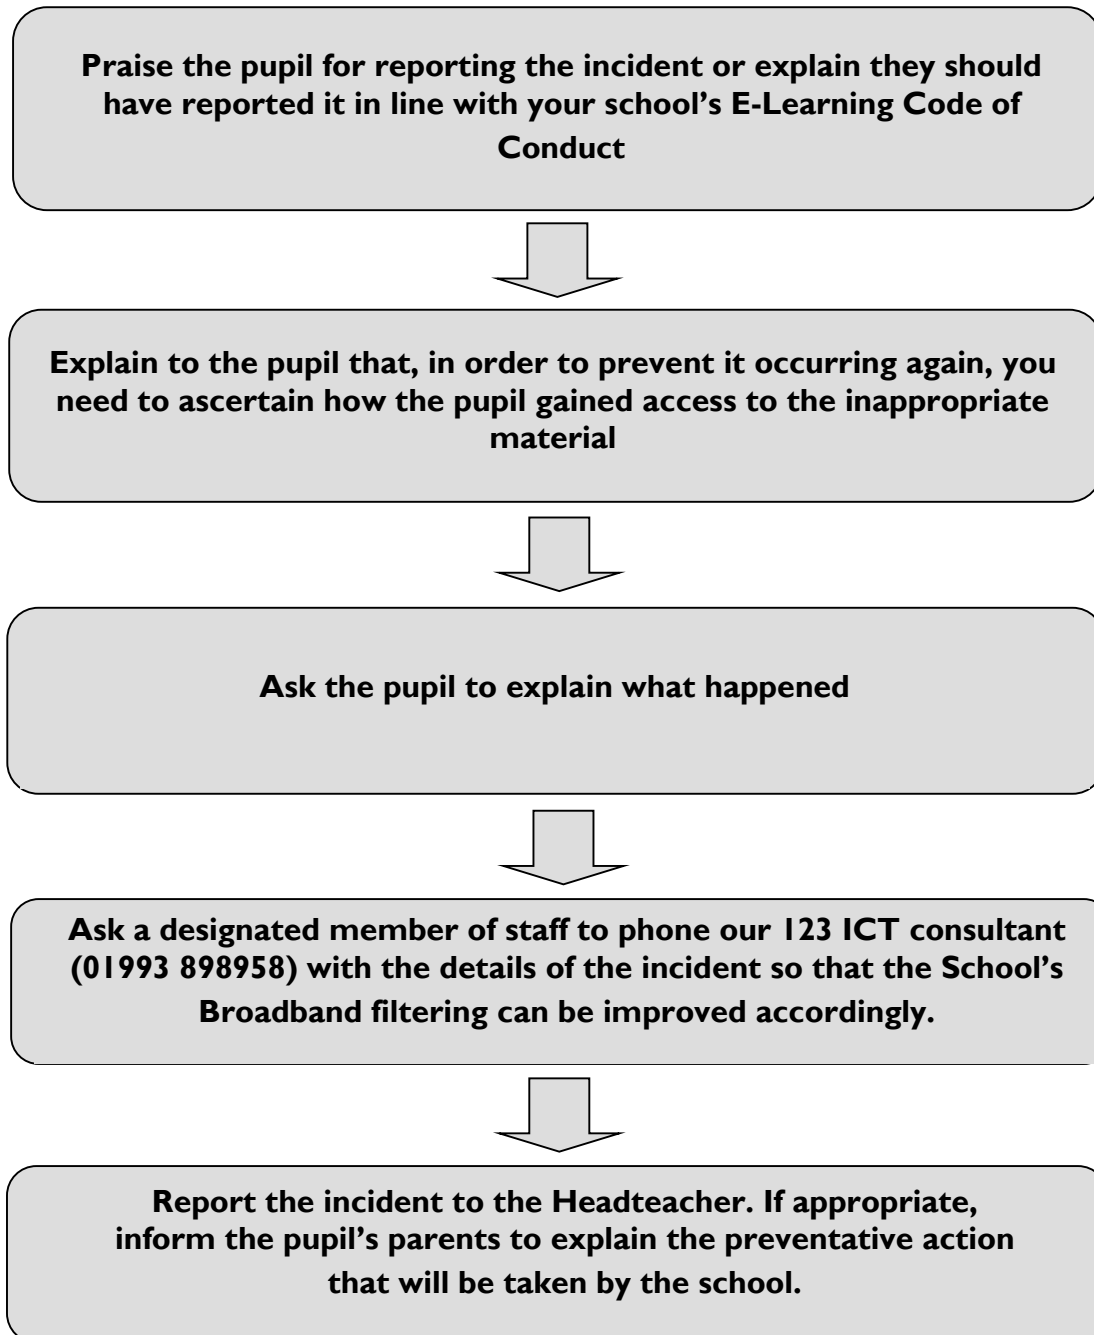 Praise the pupil for reporting the incident or explain they should
have reported it in line with your school’s E-Learning Code of
Conduct
Explain to the pupil that, in order to prevent it occurring again, you
need to ascertain how the pupil gained access to the inappropriate
material
Ask the pupil to explain what happened
Ask a designated member of staff to phone our 123 ICT consultant
(01993 898958) with the details of the incident so that the School’s
Broadband filtering can be improved accordingly.
Report the incident to the Headteacher. If appropriate,
inform the pupil’s parents to explain the preventative action
that will be taken by the school.